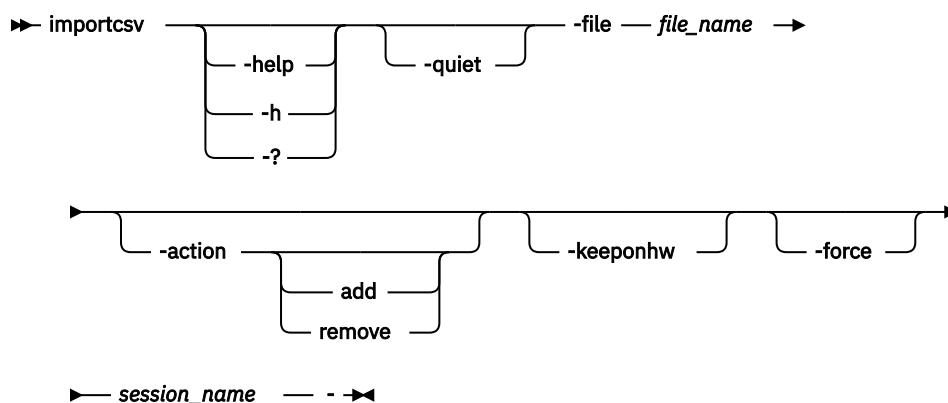 importcsv -file file_name
-help -quiet
-h
-?
-action -keeponhw -force
add
remove
session_name -